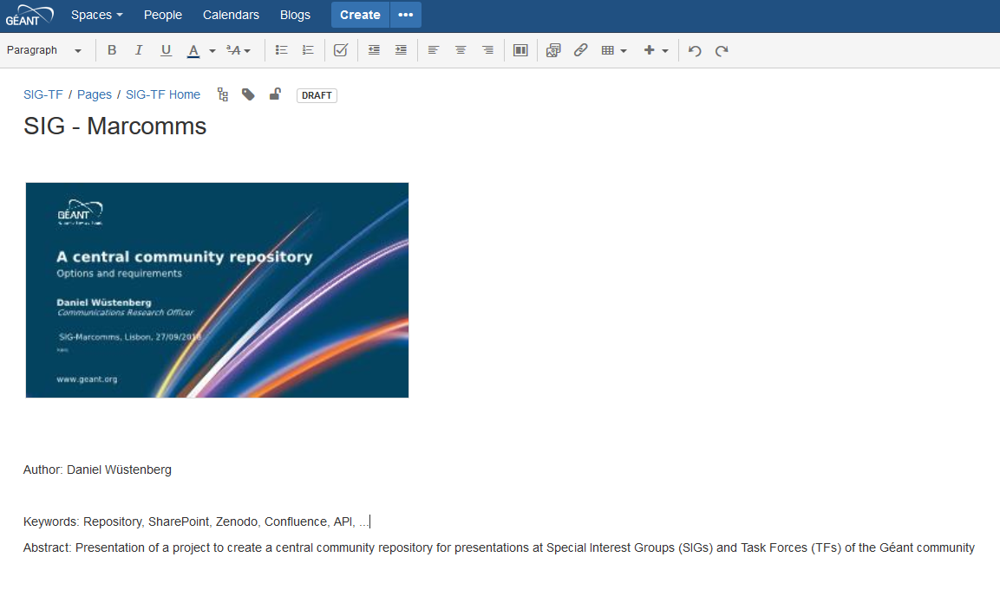 GÉANT Spaces People Calendars Blogs Create •••
Paragraph B I U A ªA
SIG-TF / Pages / SIG-TF Home DRAFT
SIG - Marcomms
GÉANT
A central community repository
Options and requirements
Daniel Wüstenberg
Communications Research Officer
SIG-Marcomms, Lisbon, 27/09/2018
www.geant.org
Author: Daniel Wüstenberg
Keywords: Repository, SharePoint, Zenodo, Confluence, API, ...
Abstract: Presentation of a project to create a central community repository for presentations at Special Interest Groups (SIGs) and Task Forces (TFs) of the Géant community